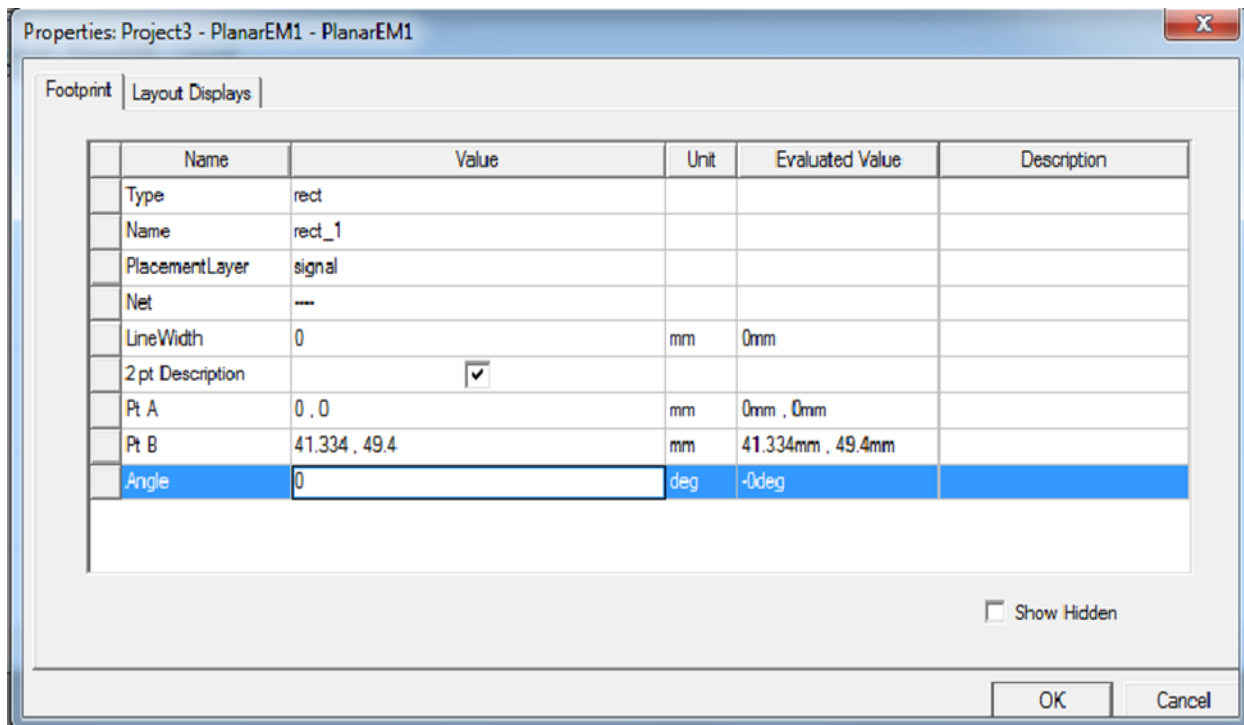 Properties: Project3 - PlanarEM1 - PlanarEM1
Footprint Layout Displays
Name Value Unit Evaluated Value Description
Type rect
Name rect_1
PlacementLayer signal
Net ----
LineWidth 0 mm 0mm
2 pt Description
Pt A 0 , 0 mm 0mm , 0mm
Pt B 41.334 , 49.4 mm 41.334mm , 49.4mm
Angle 0 deg -0deg
Show Hidden
OK Cancel